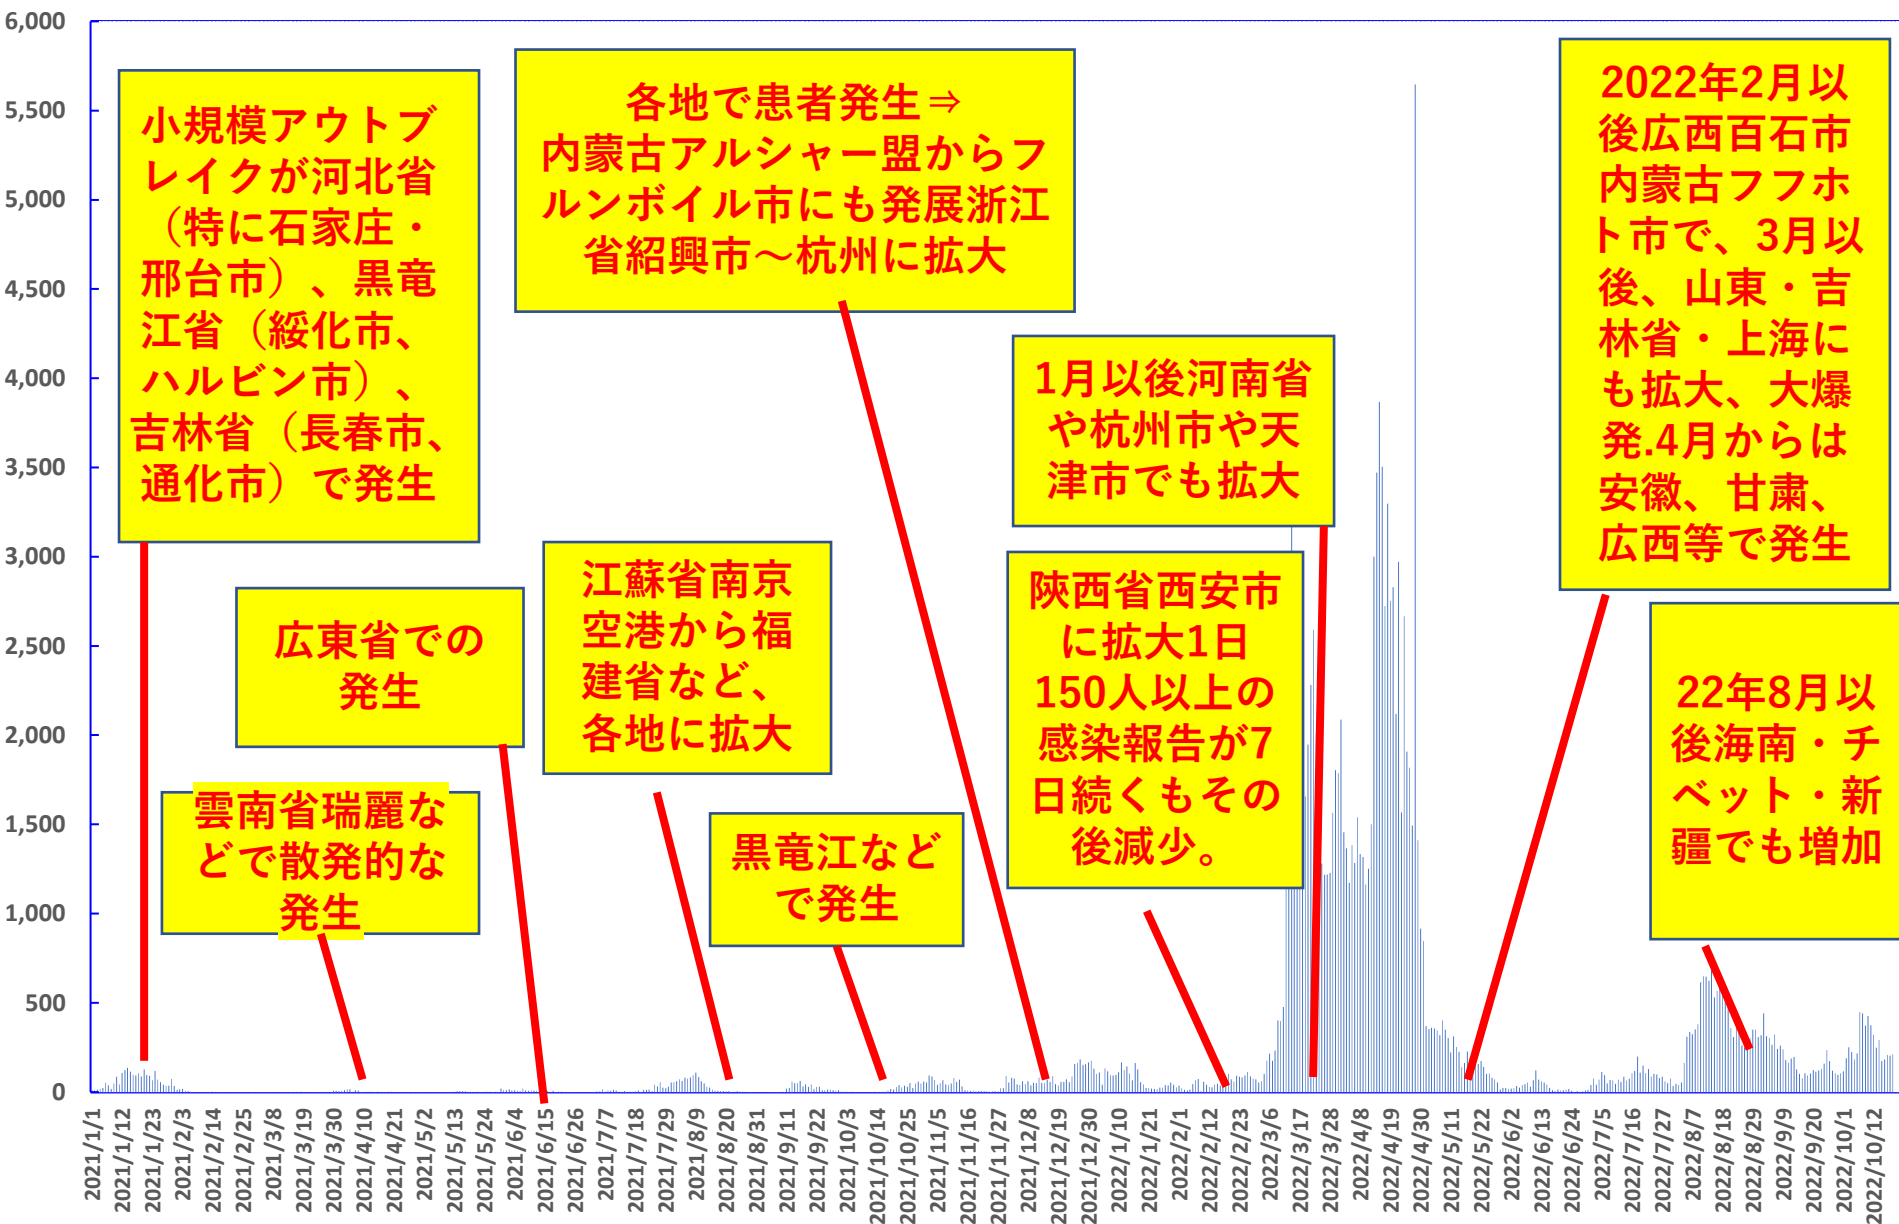 6,000
5,500
5,000
4,500
4,000
3,500
3,000
2,500
2,000
1,500
1,000
500
0
小規模アウトブ
レイクが河北省
（特に石家庄・
邢台市）、黒竜
江省（綏化市、
ハルビン市）、
吉林省（長春市、
通化市）で発生
雲南省瑞麗な
どで散発的な
発生
広東省での
発生
各地で患者発生⇒
内蒙古アルシャー盟からフ
ルンボイル市にも発展浙江
省紹興市～杭州に拡大
江蘇省南京
空港から福
建省など、
各地に拡大
黒竜江など
で発生
1月以後河南省
や杭州市や天
津市でも拡大
陝西省西安市
に拡大1日
150人以上の
感染報告が7
日続くもその
後減少。
2022年2月以
後広西百石市
内蒙古フフホ
ト市で、3月以
後、山東・吉
林省・上海に
も拡大、大爆
発.4月からは
安徽、甘粛、
広西等で発生
22年8月以
後海南・チ
ベット・新
疆でも増加
2021/1/1
2021/1/12
2021/1/23
2021/2/3
2021/2/14
2021/2/25
2021/3/8
2021/3/19
2021/3/30
2021/4/10
2021/4/21
2021/5/2
2021/5/13
2021/5/24
2021/6/4
2021/6/15
2021/6/26
2021/7/7
2021/7/18
2021/7/29
2021/8/9
2021/8/20
2021/8/31
2021/9/11
2021/9/22
2021/10/3
2021/10/14
2021/10/25
2021/11/5
2021/11/16
2021/11/27
2021/12/8
2021/12/19
2021/12/30
2022/1/10
2022/1/21
2022/2/1
2022/2/12
2022/2/23
2022/3/6
2022/3/17
2022/3/28
2022/4/8
2022/4/19
2022/4/30
2022/5/11
2022/5/22
2022/6/2
2022/6/13
2022/6/24
2022/7/5
2022/7/16
2022/7/27
2022/8/7
2022/8/18
2022/8/29
2022/9/9
2022/9/20
2022/10/1
2022/10/12